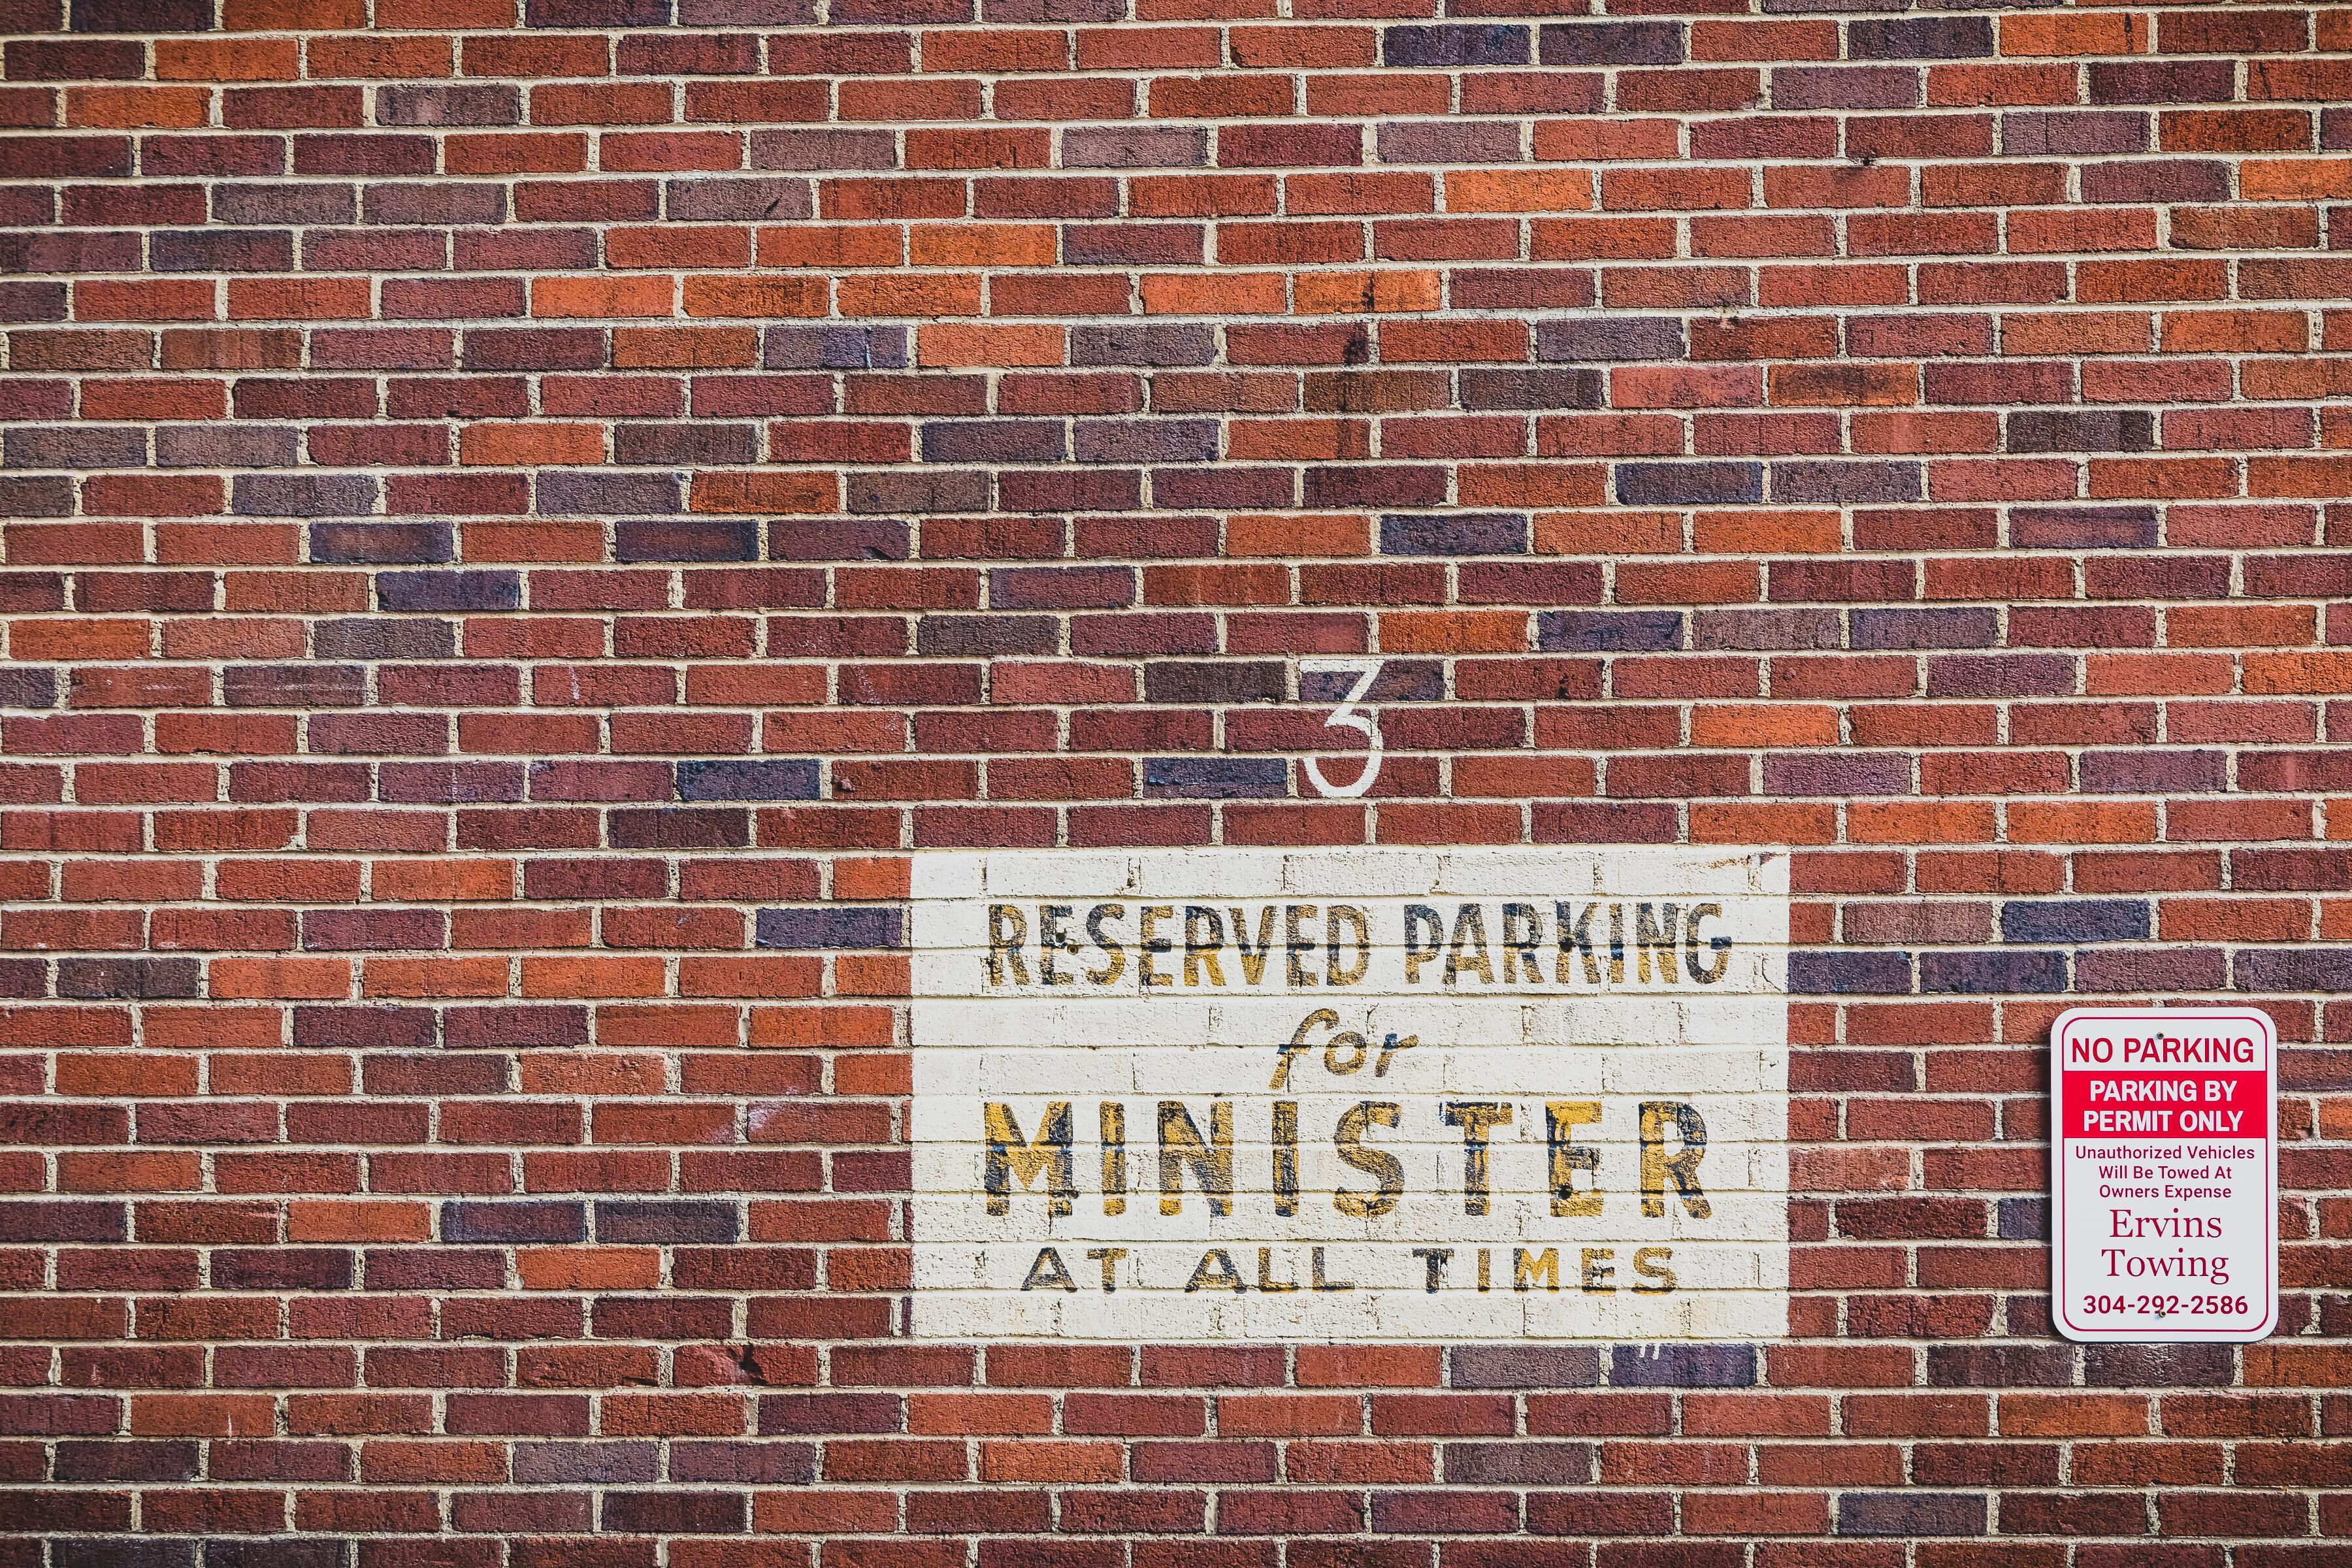 3
RESERVED PARKING
for
MINISTER
AT ALL TIMES
NO PARKING
PARKING BY
PERMIT ONLY
Unauthorized Vehicles
Will Be Towed At
Owners Expense
Ervins
Towing
304-292-2586